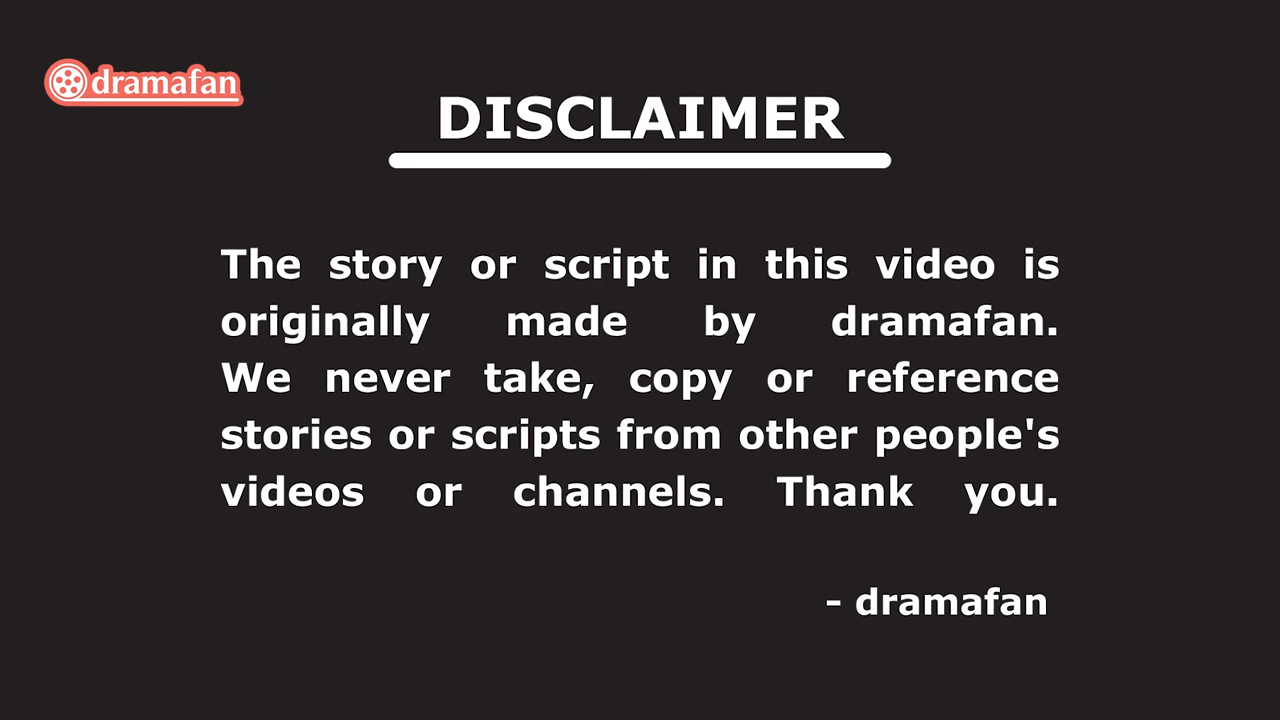 dramafan
DISCLAIMER
The story or script in this video is
originally made by dramafan.
We never take, copy or reference
stories or scripts from other people's
videos or channels. Thank you.
- dramafan